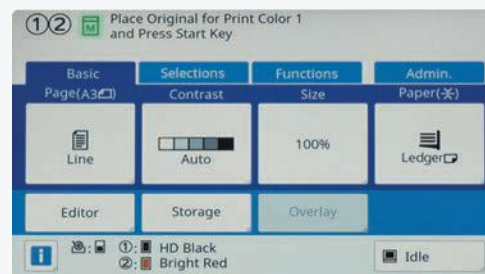 ①② M Place Original for Print Color 1
and Press Start Key
Basic Selections Functions Admin.
Page(A3) Contrast Size Paper
Line Auto 100% Ledger
Editor Storage Overlay
i ①: HD Black
②: Bright Red
Idle